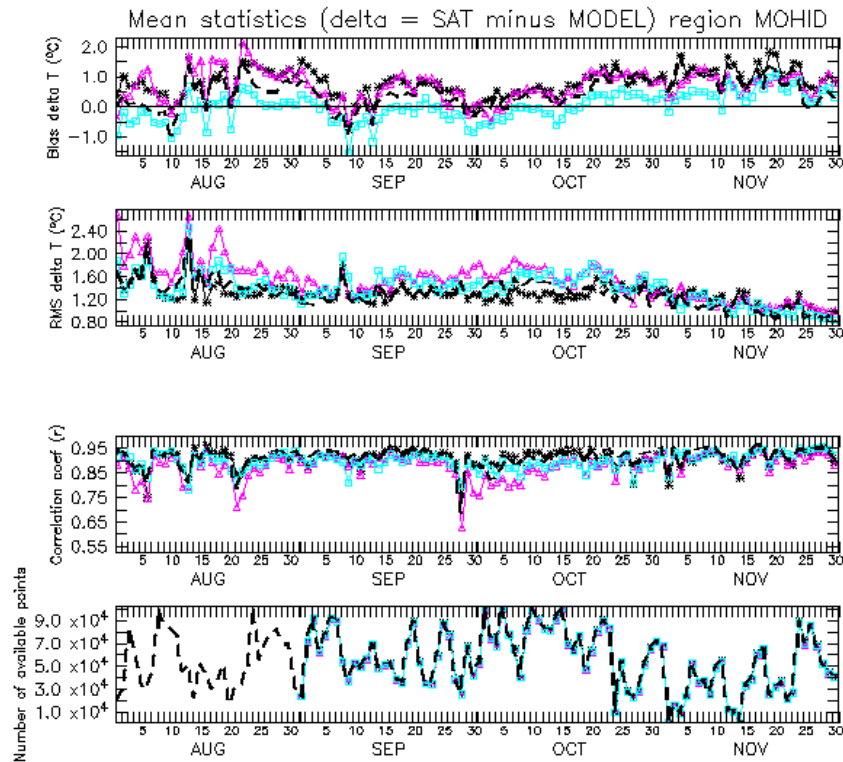 Mean statistics (delta = SAT minus MODEL) region MOHID
Bias delta T (ºC)
2.0
1.0
0.0
−1.0
5 10 15 20 25 30 5 10 15 20 25 30 5 10 15 20 25 30 5 10 15 20 25 30
AUG SEP OCT NOV
RMS delta T (ºC)
2.40
2.00
1.60
1.20
0.80
5 10 15 20 25 30 5 10 15 20 25 30 5 10 15 20 25 30 5 10 15 20 25 30
AUG SEP OCT NOV
Correlation coef (r)
0.95
0.85
0.75
0.65
0.55
5 10 15 20 25 30 5 10 15 20 25 30 5 10 15 20 25 30 5 10 15 20 25 30
AUG SEP OCT NOV
Number of available points
9.0 x10⁴
7.0 x10⁴
5.0 x10⁴
3.0 x10⁴
1.0 x10⁴
5 10 15 20 25 30 5 10 15 20 25 30 5 10 15 20 25 30 5 10 15 20 25 30
AUG SEP OCT NOV